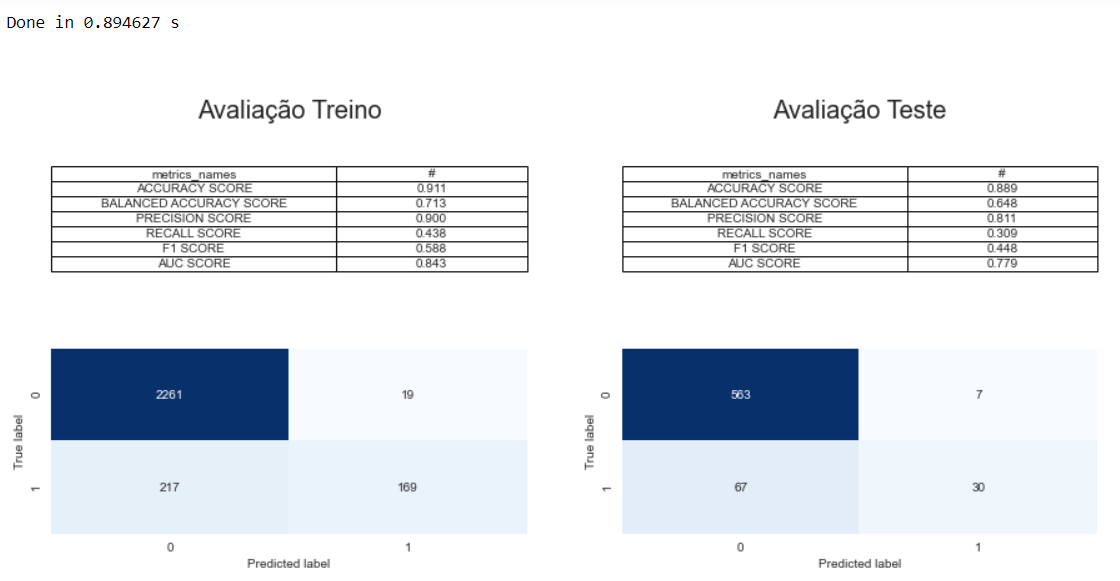 Done in 0.894627 s
Avaliação Treino
metrics_names #
ACCURACY SCORE 0.911
BALANCED ACCURACY SCORE 0.713
PRECISION SCORE 0.900
RECALL SCORE 0.438
F1 SCORE 0.588
AUC SCORE 0.843
True label
0
2261 19
1
217 169
0 1
Predicted label
Avaliação Teste
metrics_names #
ACCURACY SCORE 0.889
BALANCED ACCURACY SCORE 0.648
PRECISION SCORE 0.811
RECALL SCORE 0.309
F1 SCORE 0.448
AUC SCORE 0.779
True label
0
563 7
1
67 30
0 1
Predicted label